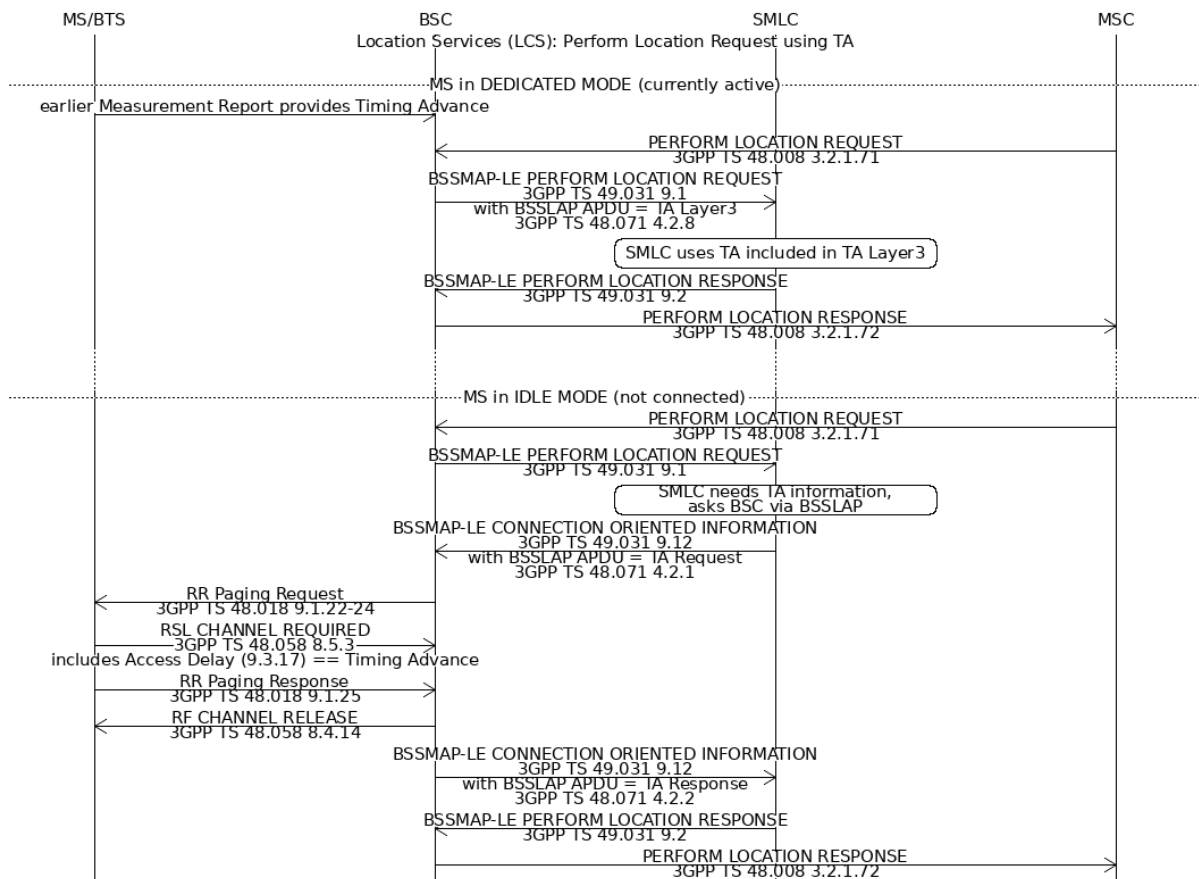 MS/BTS BSC SMLC MSC
Location Services (LCS): Perform Location Request using TA
MS in DEDICATED MODE (currently active)
earlier Measurement Report provides Timing Advance
PERFORM LOCATION REQUEST
3GPP TS 48.008 3.2.1.71
BSSMAP-LE PERFORM LOCATION REQUEST
3GPP TS 49.031 9.1
with BSSLAP APDU = TA Layer3
3GPP TS 48.071 4.2.8
SMLC uses TA included in TA Layer3
BSSMAP-LE PERFORM LOCATION RESPONSE
3GPP TS 49.031 9.2
PERFORM LOCATION RESPONSE
3GPP TS 48.008 3.2.1.72
MS in IDLE MODE (not connected)
PERFORM LOCATION REQUEST
3GPP TS 48.008 3.2.1.71
BSSMAP-LE PERFORM LOCATION REQUEST
3GPP TS 49.031 9.1
SMLC needs TA information,
asks BSC via BSSLAP
BSSMAP-LE CONNECTION ORIENTED INFORMATION
3GPP TS 49.031 9.12
with BSSLAP APDU = TA Request
3GPP TS 48.071 4.2.1
RR Paging Request
3GPP TS 48.018 9.1.22-24
RSL CHANNEL REQUIRED
3GPP TS 48.058 8.5.3
includes Access Delay (9.3.17) == Timing Advance
RR Paging Response
3GPP TS 48.018 9.1.25
RF CHANNEL RELEASE
3GPP TS 48.058 8.4.14
BSSMAP-LE CONNECTION ORIENTED INFORMATION
3GPP TS 49.031 9.12
with BSSLAP APDU = TA Response
3GPP TS 48.071 4.2.2
BSSMAP-LE PERFORM LOCATION RESPONSE
3GPP TS 49.031 9.2
PERFORM LOCATION RESPONSE
3GPP TS 48.008 3.2.1.72